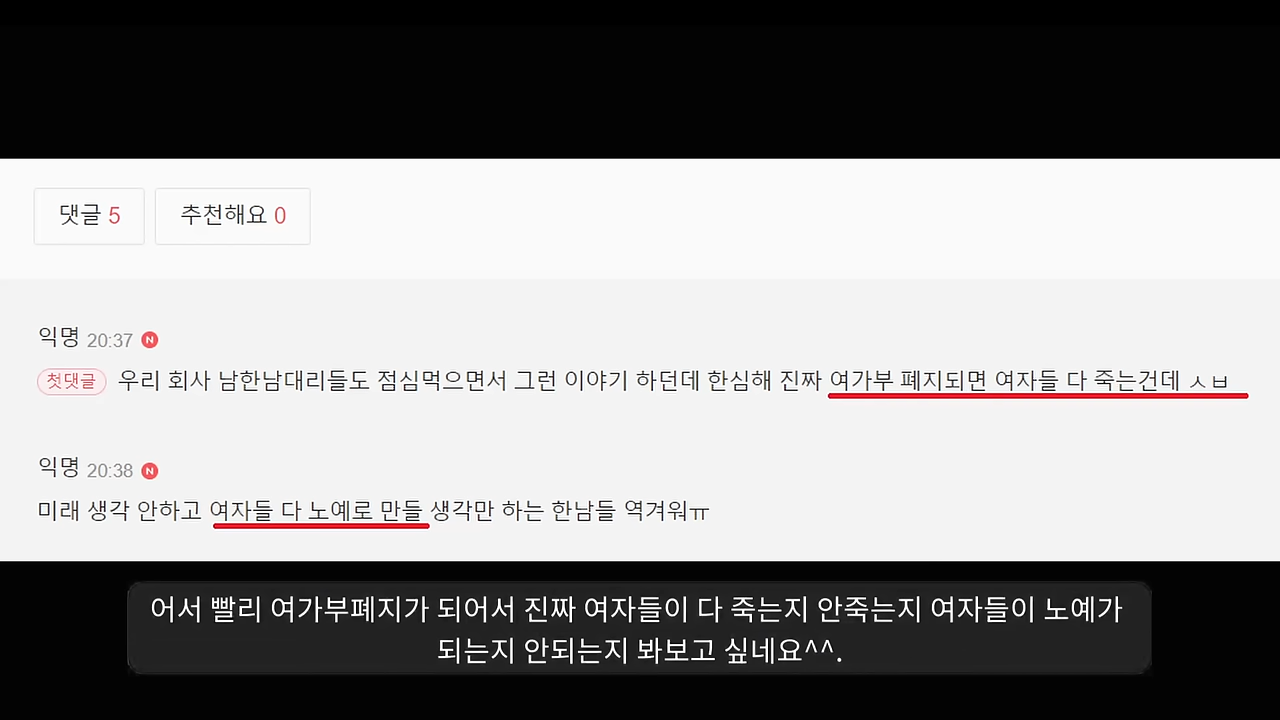 댓글 5 추천해요 0
익명 20:37 N
첫댓글 우리 회사 남한남대리들도 점심먹으면서 그런 이야기 하던데 한심해 진짜 여가부 폐지되면 여자들 다 죽는건데 ㅅㅂ
익명 20:38 N
미래 생각 안하고 여자들 다 노예로 만들 생각만 하는 한남들 역겨워ㅠ
어서 빨리 여가부폐지가 되어서 진짜 여자들이 다 죽는지 안죽는지 여자들이 노예가
되는지 안되는지 봐보고 싶네요^^.